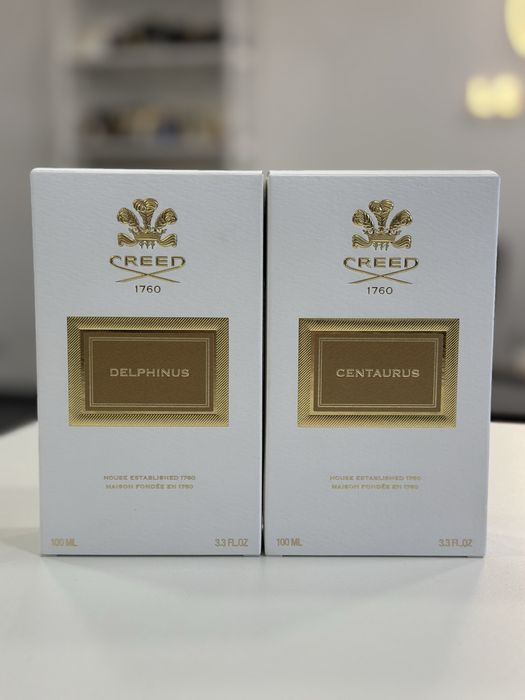 CREED
1760
DELPHINUS
HOUSE ESTABLISHED 1760
MAISON FONDÉE EN 1760
100 ML 3.3 FL.OZ
CREED
1760
CENTAURUS
HOUSE ESTABLISHED 1760
MAISON FONDÉE EN 1760
100 ML 3.3 FL.OZ